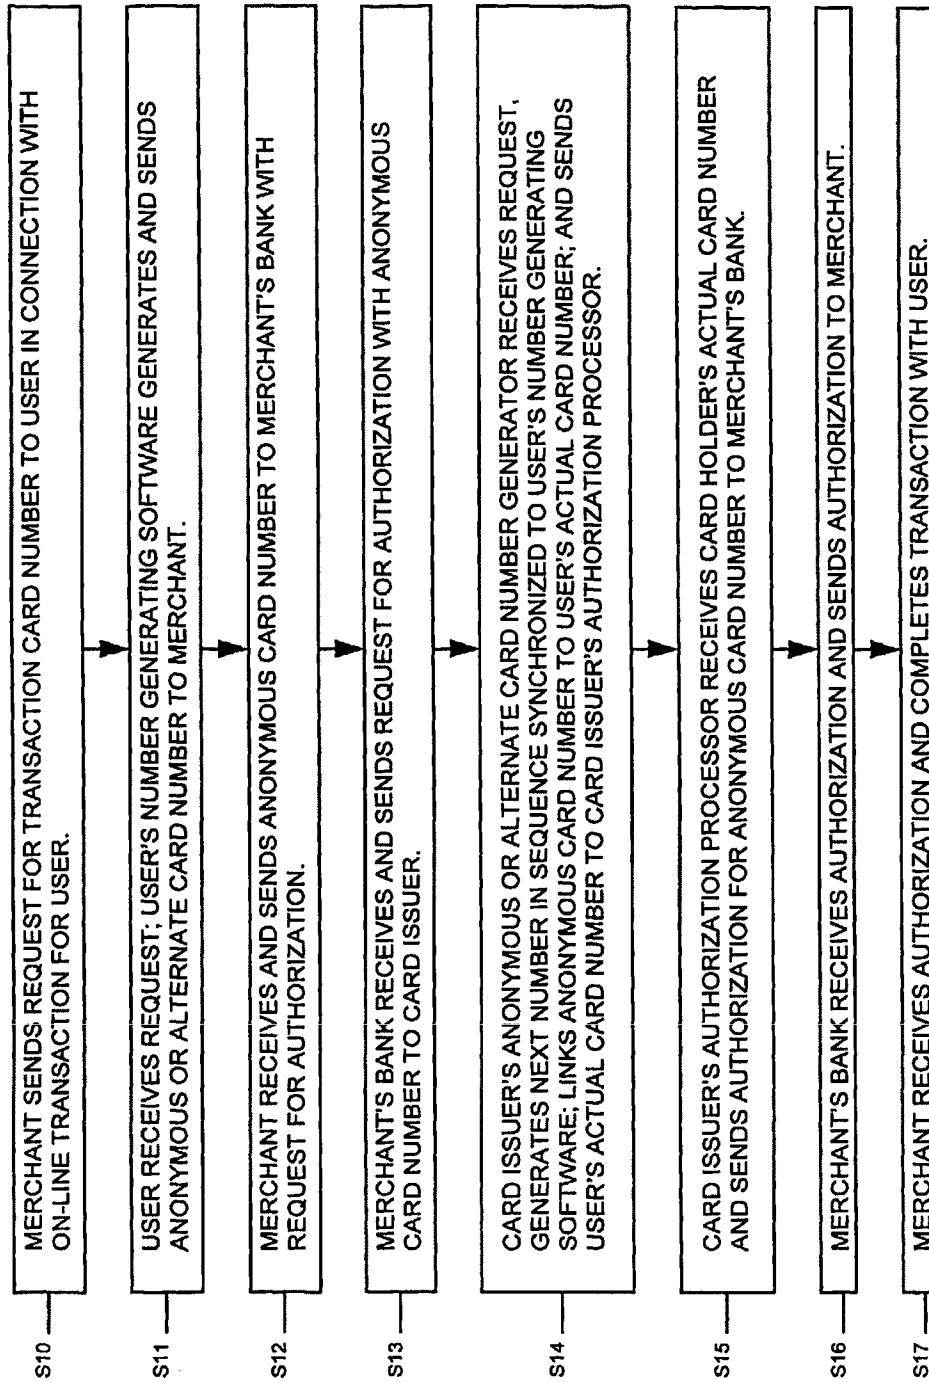 S10
MERCHANT SENDS REQUEST FOR TRANSACTION CARD NUMBER TO USER IN CONNECTION WITH
ON-LINE TRANSACTION FOR USER.
S11
USER RECEIVES REQUEST; USER'S NUMBER GENERATING SOFTWARE GENERATES AND SENDS
ANONYMOUS OR ALTERNATE CARD NUMBER TO MERCHANT.
S12
MERCHANT RECEIVES AND SENDS ANONYMOUS CARD NUMBER TO MERCHANT'S BANK WITH
REQUEST FOR AUTHORIZATION.
S13
MERCHANT'S BANK RECEIVES AND SENDS REQUEST FOR AUTHORIZATION WITH ANONYMOUS
CARD NUMBER TO CARD ISSUER.
S14
CARD ISSUER'S ANONYMOUS OR ALTERNATE CARD NUMBER GENERATOR RECEIVES REQUEST,
GENERATES NEXT NUMBER IN SEQUENCE SYNCHRONIZED TO USER'S NUMBER GENERATING
SOFTWARE; LINKS ANONYMOUS CARD NUMBER TO USER'S ACTUAL CARD NUMBER; AND SENDS
USER'S ACTUAL CARD NUMBER TO CARD ISSUER'S AUTHORIZATION PROCESSOR.
S15
CARD ISSUER'S AUTHORIZATION PROCESSOR RECEIVES CARD HOLDER'S ACTUAL CARD NUMBER
AND SENDS AUTHORIZATION FOR ANONYMOUS CARD NUMBER TO MERCHANT'S BANK.
S16
MERCHANT'S BANK RECEIVES AUTHORIZATION AND SENDS AUTHORIZATION TO MERCHANT.
S17
MERCHANT RECEIVES AUTHORIZATION AND COMPLETES TRANSACTION WITH USER.